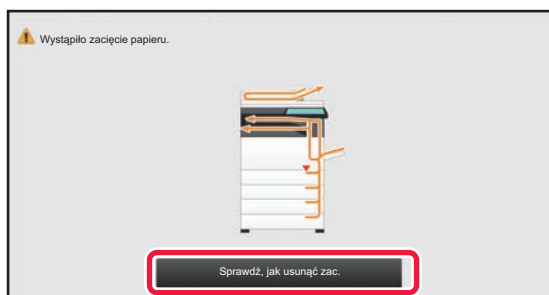 Wystąpiło zacięcie papieru.
Sprawdź, jak usunąć zac.